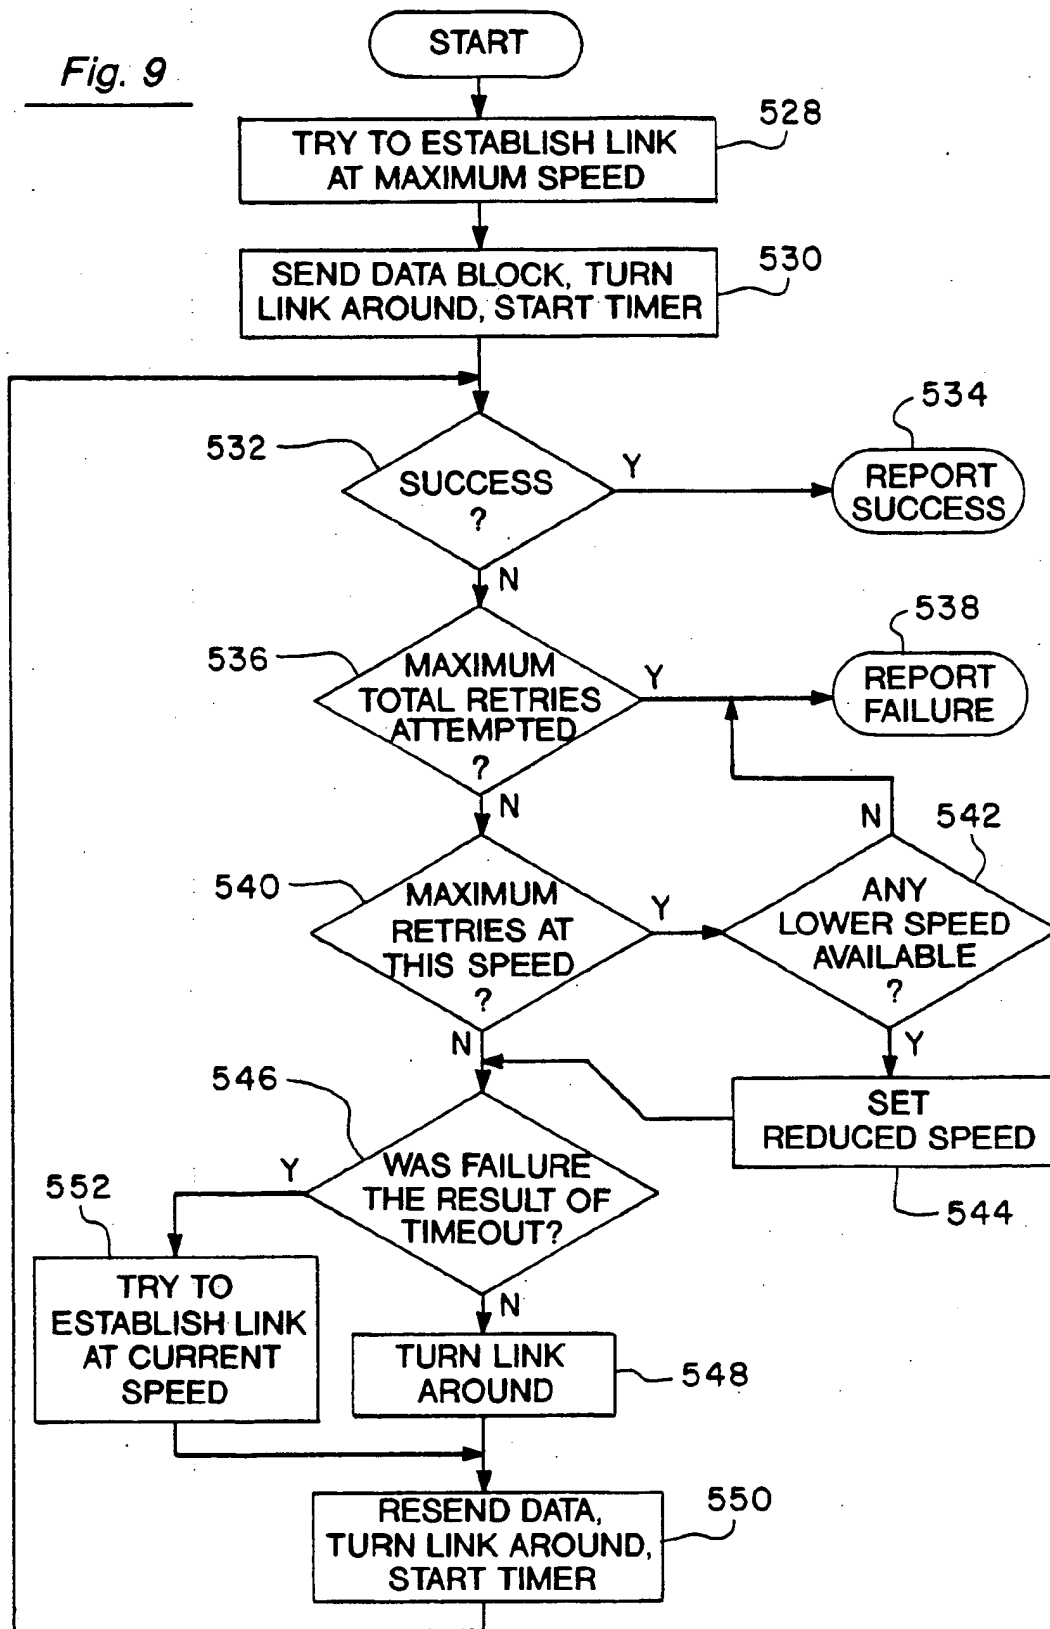 Fig. 9
START
528
TRY TO ESTABLISH LINK
AT MAXIMUM SPEED
530
SEND DATA BLOCK, TURN
LINK AROUND, START TIMER
532
SUCCESS
?
Y
534
REPORT
SUCCESS
N
536
MAXIMUM
TOTAL RETRIES
ATTEMPTED
?
Y
538
REPORT
FAILURE
N
540
MAXIMUM
RETRIES AT
THIS SPEED
?
Y
N
542
ANY
LOWER SPEED
AVAILABLE
?
N
Y
SET
REDUCED SPEED
544
546
WAS FAILURE
THE RESULT OF
TIMEOUT?
Y
552
TRY TO
ESTABLISH LINK
AT CURRENT
SPEED
N
TURN LINK
AROUND
548
RESEND DATA,
TURN LINK AROUND,
START TIMER
550